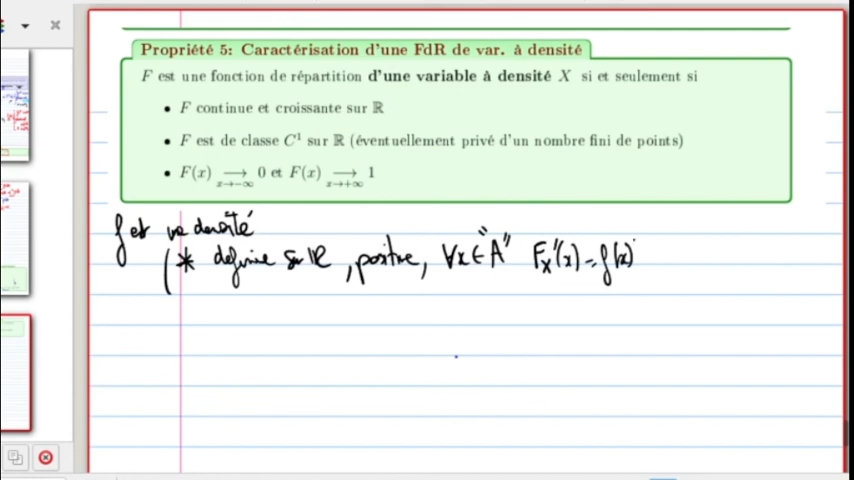 Propriété 5: Caractérisation d'une FdR de var. à densité
F est une fonction de répartition d'une variable à densité X si et seulement si
• F continue et croissante sur ℝ
• F est de classe C¹ sur ℝ (éventuellement privé d'un nombre fini de points)
• F(x) ⟶ 0 et F(x) ⟶ 1
x→−∞ x→+∞
f est une densité
(* définie sur ℝ, positive, ∀x ∈ "A" F_X'(x) = f(x)